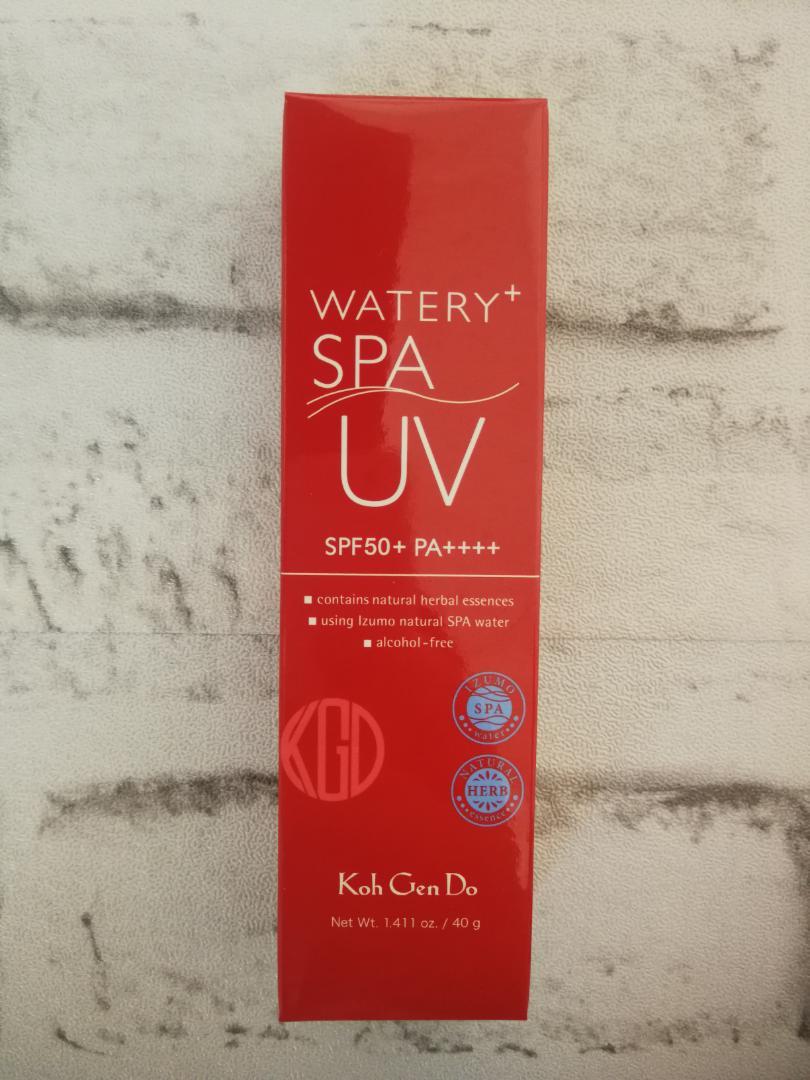 WATERY+
SPA
UV
SPF50+ PA++++
■ contains natural herbal essences
■ using Izumo natural SPA water
■ alcohol-free
IZUMO
SPA
water
KGD
NATURAL
HERB
essence
Koh Gen Do
Net Wt. 1.411 oz. / 40 g